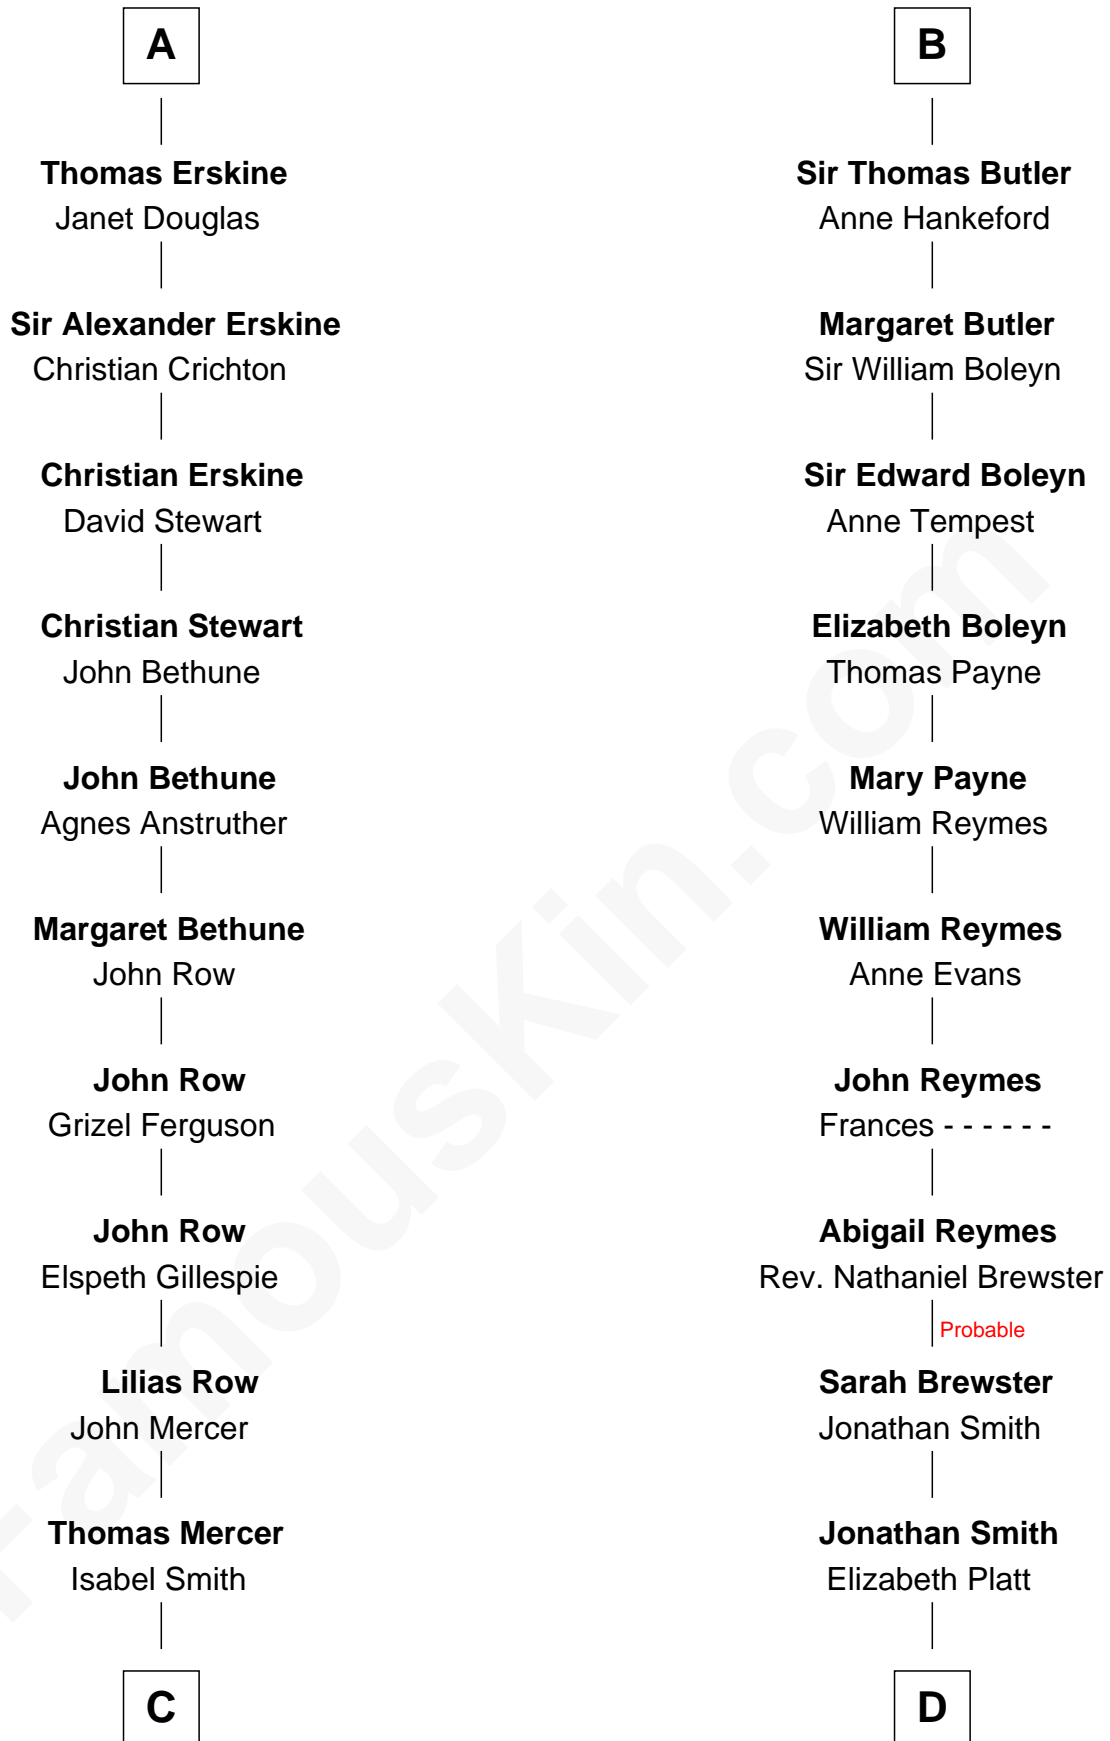 A
Thomas Erskine
Janet Douglas
Sir Alexander Erskine
Christian Crichton
Christian Erskine
David Stewart
Christian Stewart
John Bethune
John Bethune
Agnes Anstruther
Margaret Bethune
John Row
John Row
Grizel Ferguson
John Row
Elspeth Gillespie
Lilias Row
John Mercer
Thomas Mercer
Isabel Smith
C
B
Sir Thomas Butler
Anne Hankeford
Margaret Butler
Sir William Boleyn
Sir Edward Boleyn
Anne Tempest
Elizabeth Boleyn
Thomas Payne
Mary Payne
William Reymes
William Reymes
Anne Evans
John Reymes
Frances - - - - - -
Abigail Reymes
Rev. Nathaniel Brewster
Probable
Sarah Brewster
Jonathan Smith
Jonathan Smith
Elizabeth Platt
D
FamousKin.com